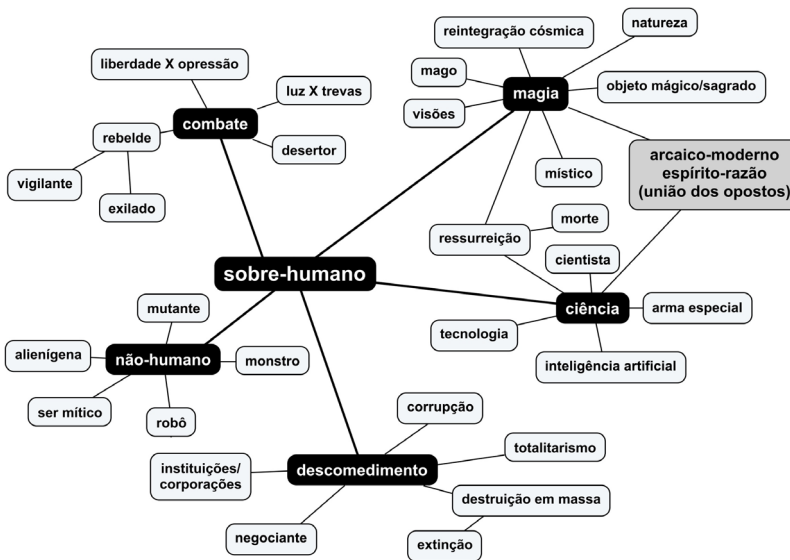 reintegração cósmica
natureza
liberdade X opressão
mago
magia
objeto mágico/sagrado
luz X trevas
visões
combate
rebelde
desertor
arcaico-moderno
espírito-razão
(união dos opostos)
místico
vigilante
exilado
morte
ressurreição
cientista
sobre-humano
mutante
ciência
arma especial
tecnologia
alienígena
não-humano
monstro
inteligência artificial
ser mítico
robô
corrupção
totalitarismo
instituições/
corporações
descomedimento
destruição em massa
negociante
extinção